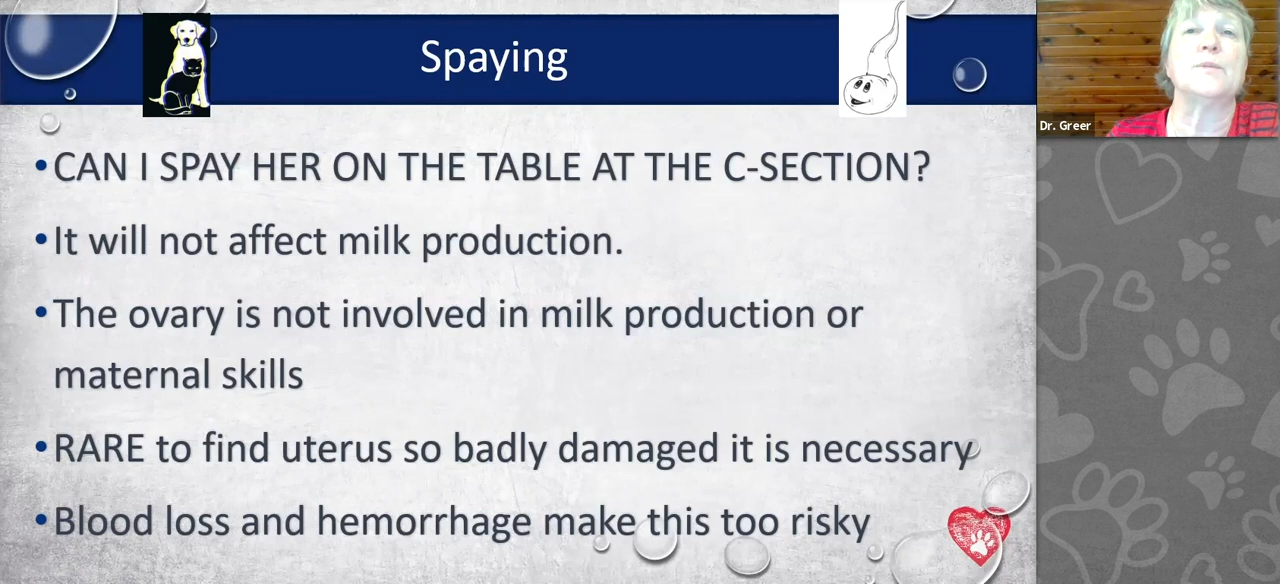 Spaying
Dr. Greer
•CAN I SPAY HER ON THE TABLE AT THE C-SECTION?
•It will not affect milk production.
•The ovary is not involved in milk production or
maternal skills
•RARE to find uterus so badly damaged it is necessary
•Blood loss and hemorrhage make this too risky